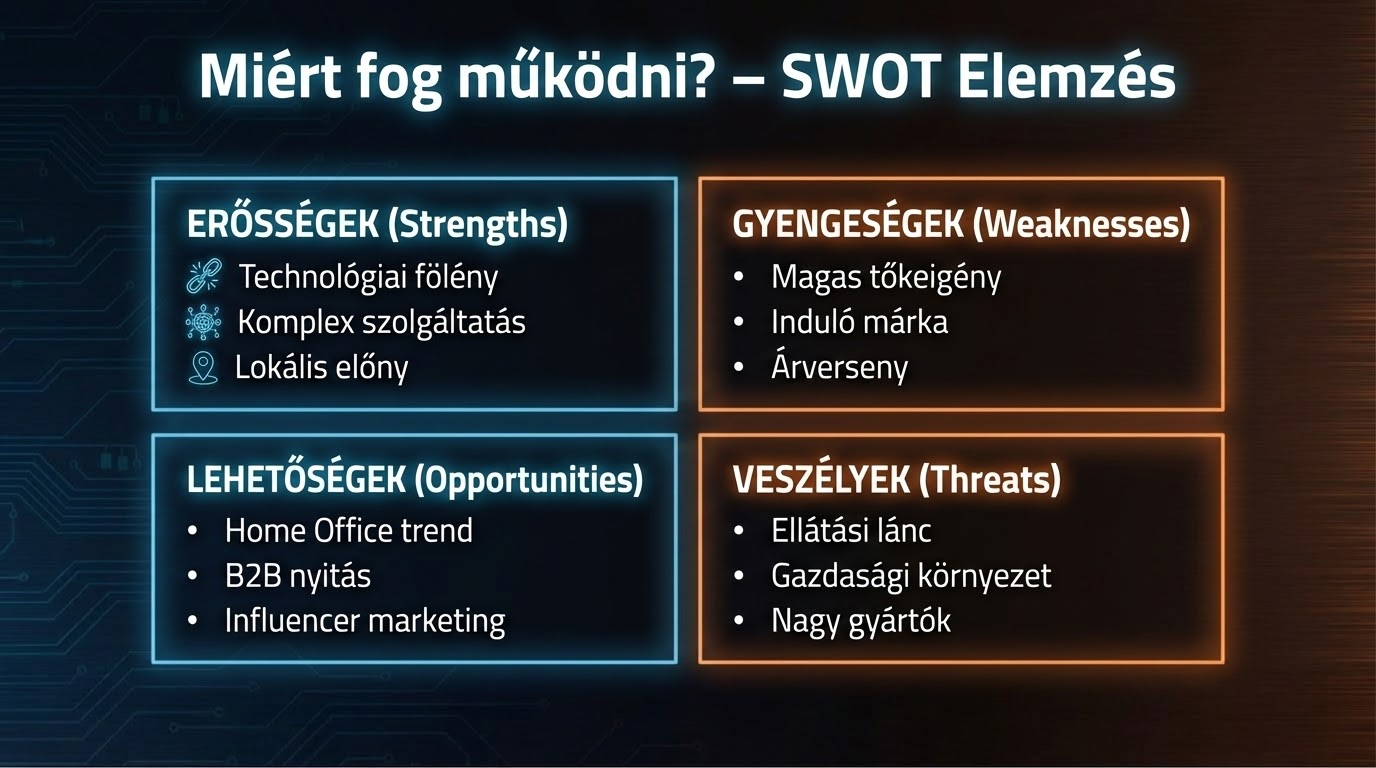 Miért fog működni? – SWOT Elemzés
ERŐSSÉGEK (Strengths)
Technológiai fölény
Komplex szolgáltatás
Lokális előny
GYENGESÉGEK (Weaknesses)
• Magas tőkeigény
• Induló márka
• Árverseny
LEHETŐSÉGEK (Opportunities)
• Home Office trend
• B2B nyitás
• Influencer marketing
VESZÉLYEK (Threats)
• Ellátási lánc
• Gazdasági környezet
• Nagy gyártók